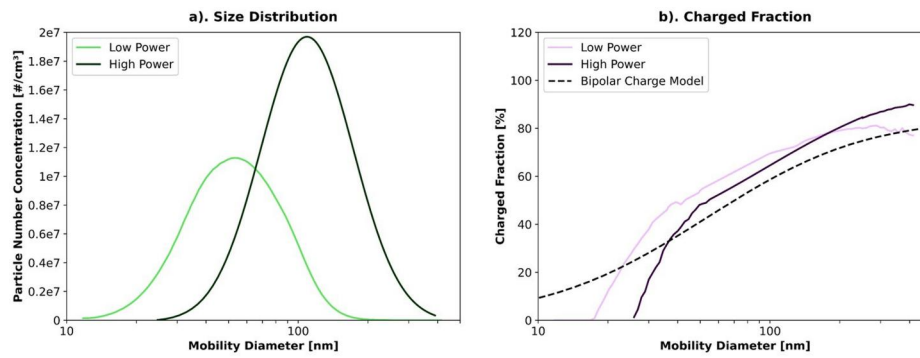 a). Size Distribution
Particle Number Concentration [#/cm³]
2e7
1.8e7
1.6e7
1.4e7
1.2e7
1e7
0.8e7
0.6e7
0.4e7
0.2e7
0
Low Power
High Power
10
100
Mobility Diameter [nm]
b). Charged Fraction
Charged Fraction [%]
120
100
80
60
40
20
0
Low Power
High Power
Bipolar Charge Model
10
100
Mobility Diameter [nm]